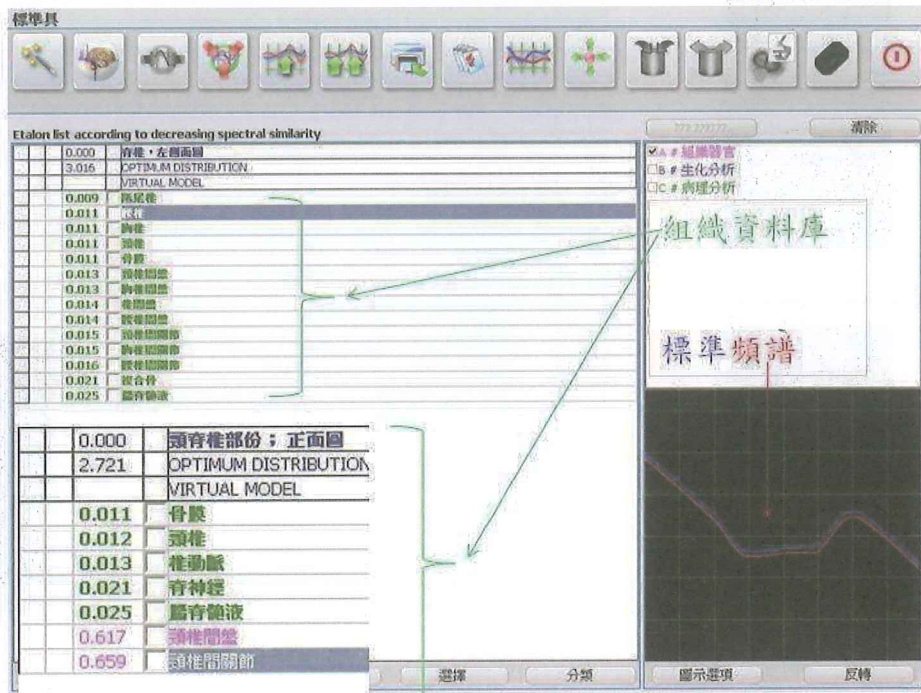 標準具
Etalon list according to decreasing spectral similarity
清除
0.000 脊椎，左側面圖
3.016 OPTIMUM DISTRIBUTION
VIRTUAL MODEL
0.009 骶尾椎
0.011 腰椎
0.011 胸椎
0.011 頸椎
0.011 骨膜
0.013 頸椎間盤
0.013 胸椎間盤
0.014 椎間盤
0.014 腰椎間盤
0.015 頸椎間關節
0.015 胸椎間關節
0.016 腰椎間關節
0.021 複合骨
0.025 腦脊髓液
A # 組織器官
B # 生化分析
C # 病理分析
組織資料庫
標準頻譜
0.000 頸脊椎部份；正面圖
2.721 OPTIMUM DISTRIBUTION
VIRTUAL MODEL
0.011 骨膜
0.012 頸椎
0.013 椎動脈
0.021 脊神經
0.025 腦脊髓液
0.617 頸椎間盤
0.659 頸椎間關節
選擇
分類
圖示選項
反轉